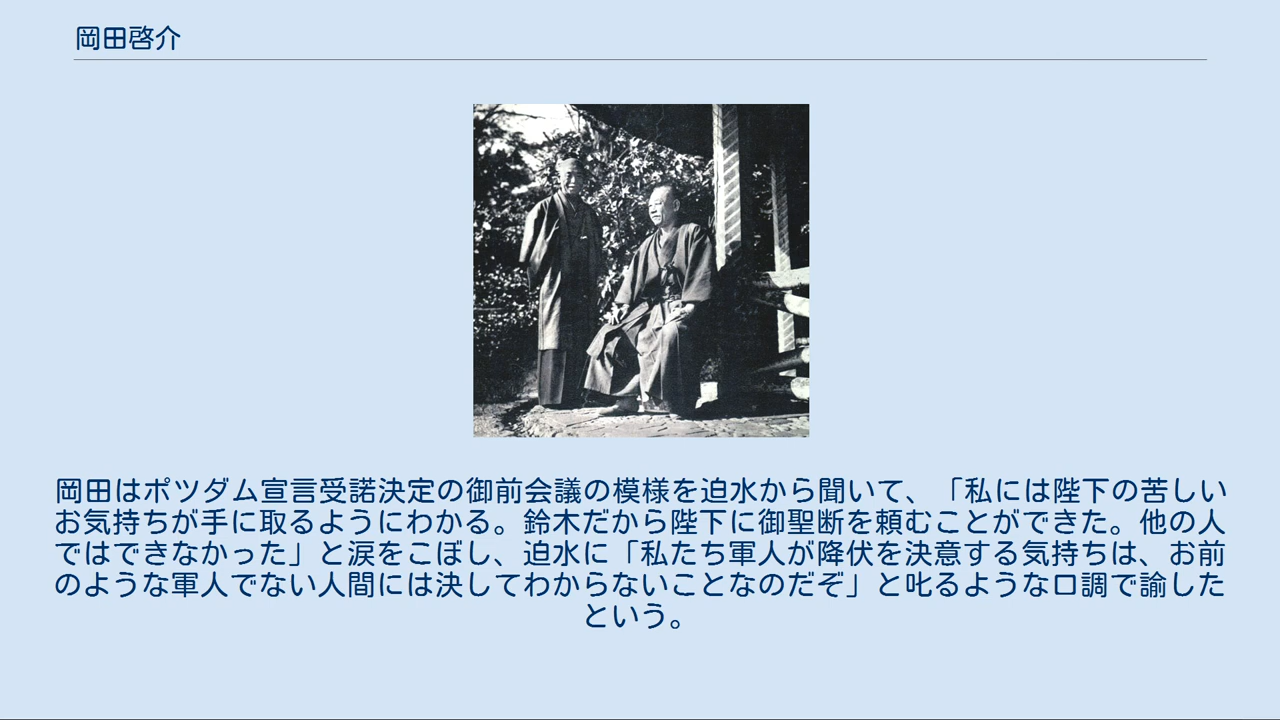 岡田啓介
岡田はポツダム宣言受諾決定の御前会議の模様を迫水から聞いて、「私には陛下の苦しい
お気持ちが手に取るようにわかる。鈴木だから陛下に御聖断を頼むことができた。他の人
ではできなかった」と涙をこぼし、迫水に「私たち軍人が降伏を決意する気持ちは、お前
のような軍人でない人間には決してわからないことなのだぞ」と叱るような口調で諭した
という。